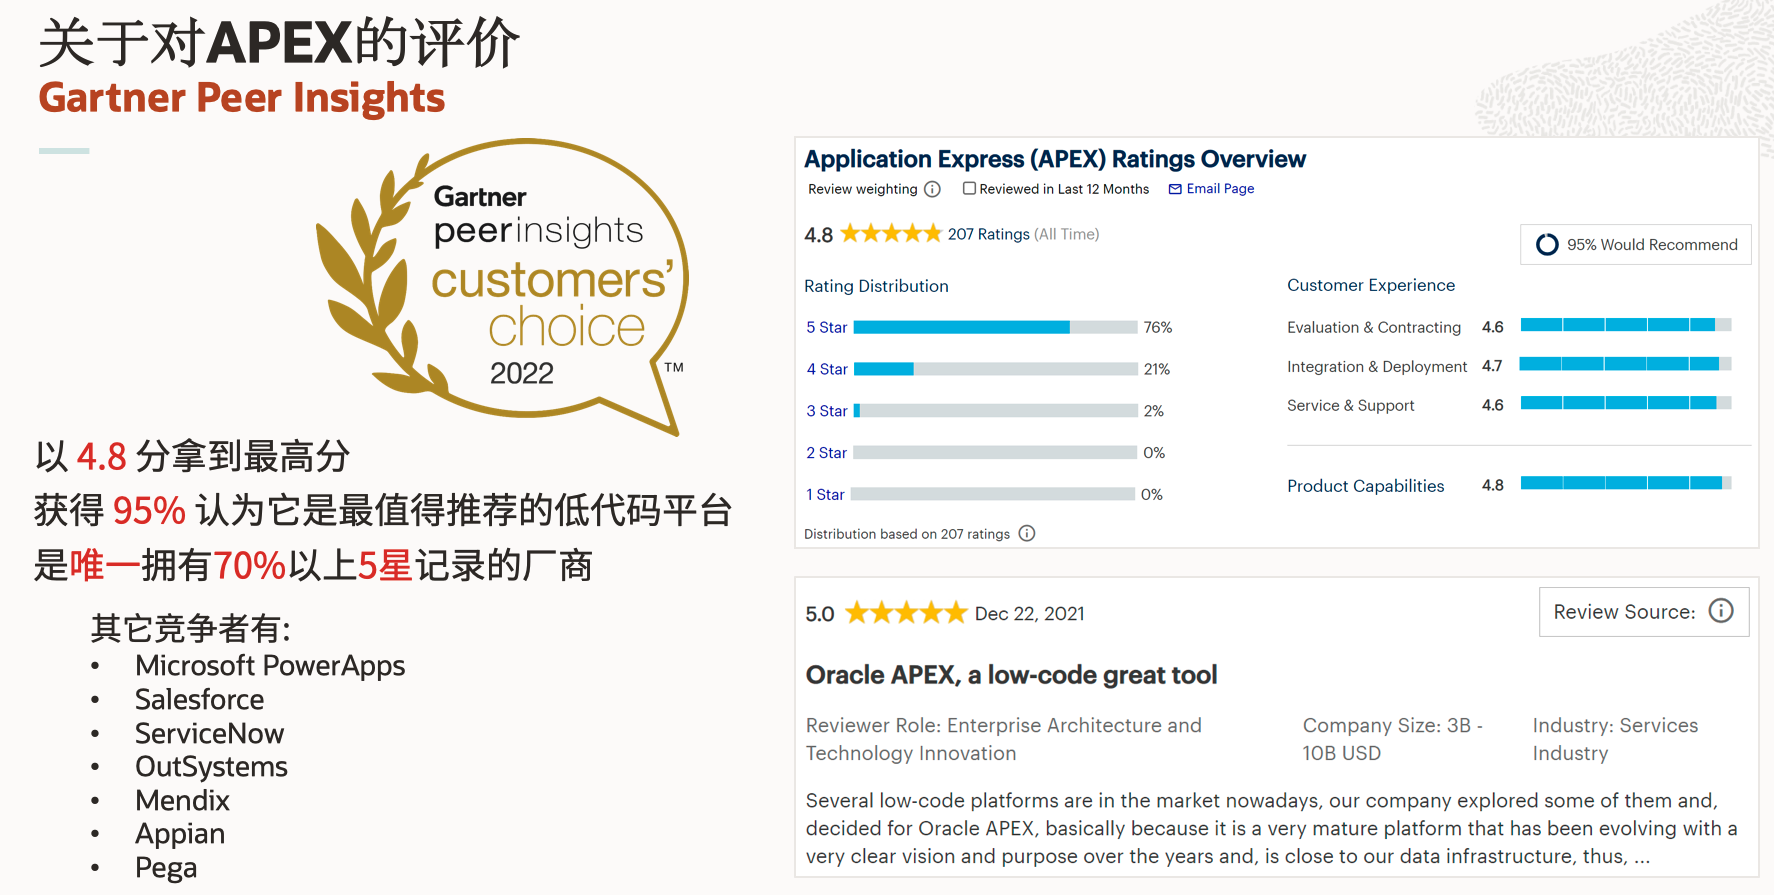 关于对APEX的评价
Gartner Peer Insights
Gartner
peerinsights
customers’
choice
2022
TM
以 4.8 分拿到最高分
获得 95% 认为它是最值得推荐的低代码平台
是唯一拥有70%以上5星记录的厂商
其它竞争者有:
• Microsoft PowerApps
• Salesforce
• ServiceNow
• OutSystems
• Mendix
• Appian
• Pega
Application Express (APEX) Ratings Overview
Review weighting Reviewed in Last 12 Months Email Page
4.8 207 Ratings (All Time)
95% Would Recommend
Rating Distribution
5 Star 76%
4 Star 21%
3 Star 2%
2 Star 0%
1 Star 0%
Distribution based on 207 ratings
Customer Experience
Evaluation & Contracting 4.6
Integration & Deployment 4.7
Service & Support 4.6
Product Capabilities 4.8
5.0 Dec 22, 2021
Review Source:
Oracle APEX, a low-code great tool
Reviewer Role: Enterprise Architecture and
Technology Innovation
Company Size: 3B -
10B USD
Industry: Services
Industry
Several low-code platforms are in the market nowadays, our company explored some of them and,
decided for Oracle APEX, basically because it is a very mature platform that has been evolving with a
very clear vision and purpose over the years and, is close to our data infrastructure, thus, ...